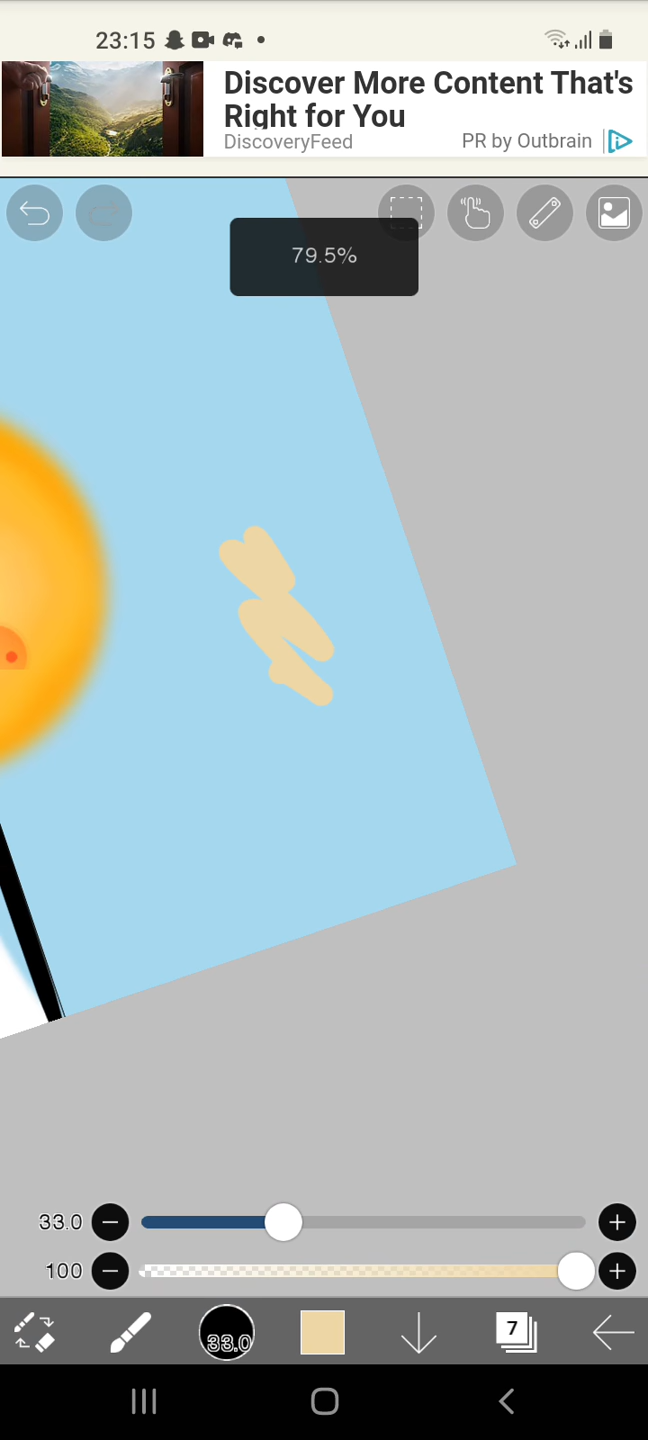 23:15
Discover More Content That's
Right for You
DiscoveryFeed
PR by Outbrain
79.5%
33.0
100
33.0
7